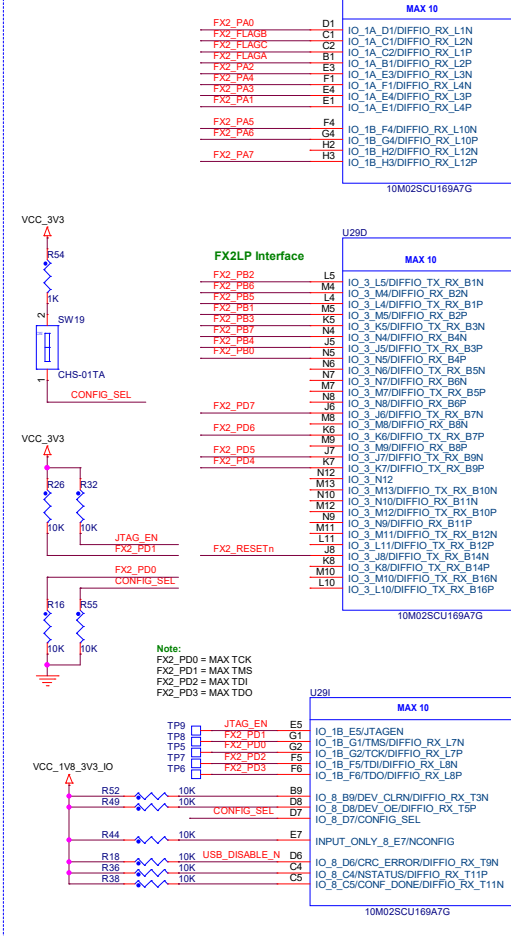 MAX 10
FX2_PA0 D1 IO_1A_D1/DIFFIO_RX_L1N
FX2_FLAGB C1 IO_1A_C1/DIFFIO_RX_L2N
FX2_FLAGC C2 IO_1A_C2/DIFFIO_RX_L1P
FX2_FLAGA B1 IO_1A_B1/DIFFIO_RX_L2P
FX2_PA2 E3 IO_1A_E3/DIFFIO_RX_L3N
FX2_PA4 F1 IO_1A_F1/DIFFIO_RX_L4N
FX2_PA3 E4 IO_1A_E4/DIFFIO_RX_L3P
FX2_PA1 E1 IO_1A_E1/DIFFIO_RX_L4P
FX2_PA5 F4 IO_1B_F4/DIFFIO_RX_L10N
FX2_PA6 G4 IO_1B_G4/DIFFIO_RX_L10P
H2 IO_1B_H2/DIFFIO_RX_L12N
FX2_PA7 H3 IO_1B_H3/DIFFIO_RX_L12P
10M02SCU169A7G
VCC_3V3
R54
1K
2
SW19
CHS-01TA
1
CONFIG_SEL
U29D
FX2LP Interface
MAX 10
FX2_PB2 L5 IO_3_L5/DIFFIO_TX_RX_B1N
FX2_PB6 M4 IO_3_M4/DIFFIO_RX_B2N
FX2_PB5 L4 IO_3_L4/DIFFIO_TX_RX_B1P
FX2_PB1 M5 IO_3_M5/DIFFIO_RX_B2P
FX2_PB3 K5 IO_3_K5/DIFFIO_TX_RX_B3N
FX2_PB7 N4 IO_3_N4/DIFFIO_RX_B4N
FX2_PB4 J5 IO_3_J5/DIFFIO_TX_RX_B3P
FX2_PB0 N5 IO_3_N5/DIFFIO_RX_B4P
N6 IO_3_N6/DIFFIO_TX_RX_B5N
N7 IO_3_N7/DIFFIO_RX_B6N
M7 IO_3_M7/DIFFIO_TX_RX_B5P
N8 IO_3_N8/DIFFIO_RX_B6P
FX2_PD7 J6 IO_3_J6/DIFFIO_TX_RX_B7N
M8 IO_3_M8/DIFFIO_RX_B8N
FX2_PD6 K6 IO_3_K6/DIFFIO_TX_RX_B7P
M9 IO_3_M9/DIFFIO_RX_B8P
FX2_PD5 J7 IO_3_J7/DIFFIO_TX_RX_B9N
FX2_PD4 K7 IO_3_K7/DIFFIO_TX_RX_B9P
N12 IO_3_N12
M13 IO_3_M13/DIFFIO_TX_RX_B10N
N10 IO_3_N10/DIFFIO_RX_B11N
M12 IO_3_M12/DIFFIO_TX_RX_B10P
N9 IO_3_N9/DIFFIO_RX_B11P
M11 IO_3_M11/DIFFIO_TX_RX_B12N
L11 IO_3_L11/DIFFIO_TX_RX_B12P
FX2_RESETn J8 IO_3_J8/DIFFIO_TX_RX_B14N
K8 IO_3_K8/DIFFIO_TX_RX_B14P
M10 IO_3_M10/DIFFIO_TX_RX_B16N
L10 IO_3_L10/DIFFIO_TX_RX_B16P
10M02SCU169A7G
VCC_3V3
R26 R32
10K 10K
JTAG_EN
FX2_PD1
FX2_PD0
CONFIG_SEL
R16 R55
10K 10K
Note:
FX2_PD0 = MAX TCK
FX2_PD1 = MAX TMS
FX2_PD2 = MAX TDI
FX2_PD3 = MAX TDO
U29I
MAX 10
TP9 JTAG_EN E5 IO_1B_E5/JTAGEN
TP8 FX2_PD1 G1 IO_1B_G1/TMS/DIFFIO_RX_L7N
TP5 FX2_PD0 G2 IO_1B_G2/TCK/DIFFIO_RX_L7P
TP7 FX2_PD2 F5 IO_1B_F5/TDI/DIFFIO_RX_L8N
TP6 FX2_PD3 F6 IO_1B_F6/TDO/DIFFIO_RX_L8P
VCC_1V8_3V3_IO
R52 10K B9 IO_8_B9/DEV_CLRN/DIFFIO_RX_T3N
R49 10K D8 IO_8_D8/DEV_OE/DIFFIO_RX_T5P
CONFIG_SEL D7 IO_8_D7/CONFIG_SEL
R44 10K E7 INPUT_ONLY_8_E7/NCONFIG
R18 10K USB_DISABLE_N D6 IO_8_D6/CRC_ERROR/DIFFIO_RX_T9N
R36 10K C4 IO_8_C4/NSTATUS/DIFFIO_RX_T11P
R38 10K C5 IO_8_C5/CONF_DONE/DIFFIO_RX_T11N
10M02SCU169A7G